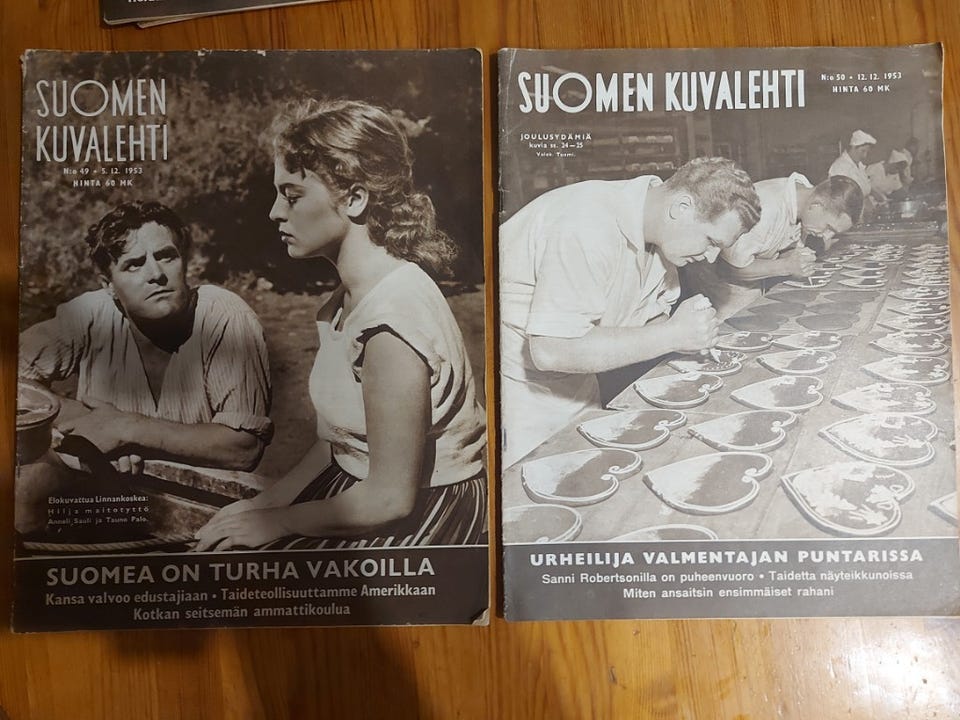 SUOMEN
KUVALEHTI
N:o 49 • 5. 12. 1953
HINTA 60 MK
Elokuvattua Linnankoskea:
Hilja maitotyttö
Anneli Sauli ja Tauno Palo.
SUOMEA ON TURHA VAKOILLA
Kansa valvoo edustajiaan • Taideteollisuuttamme Amerikkaan
Kotkan seitsemän ammattikoulua
SUOMEN KUVALEHTI
N:o 50 • 12. 12. 1953
HINTA 60 MK
JOULUSYDÄMIÄ
kuvia ss. 24—25
Valok. Tuomi.
URHEILIJA VALMENTAJAN PUNTARISSA
Sanni Robertsonilla on puheenvuoro • Taidetta näyteikkunoissa
Miten ansaitsin ensimmäiset rahani